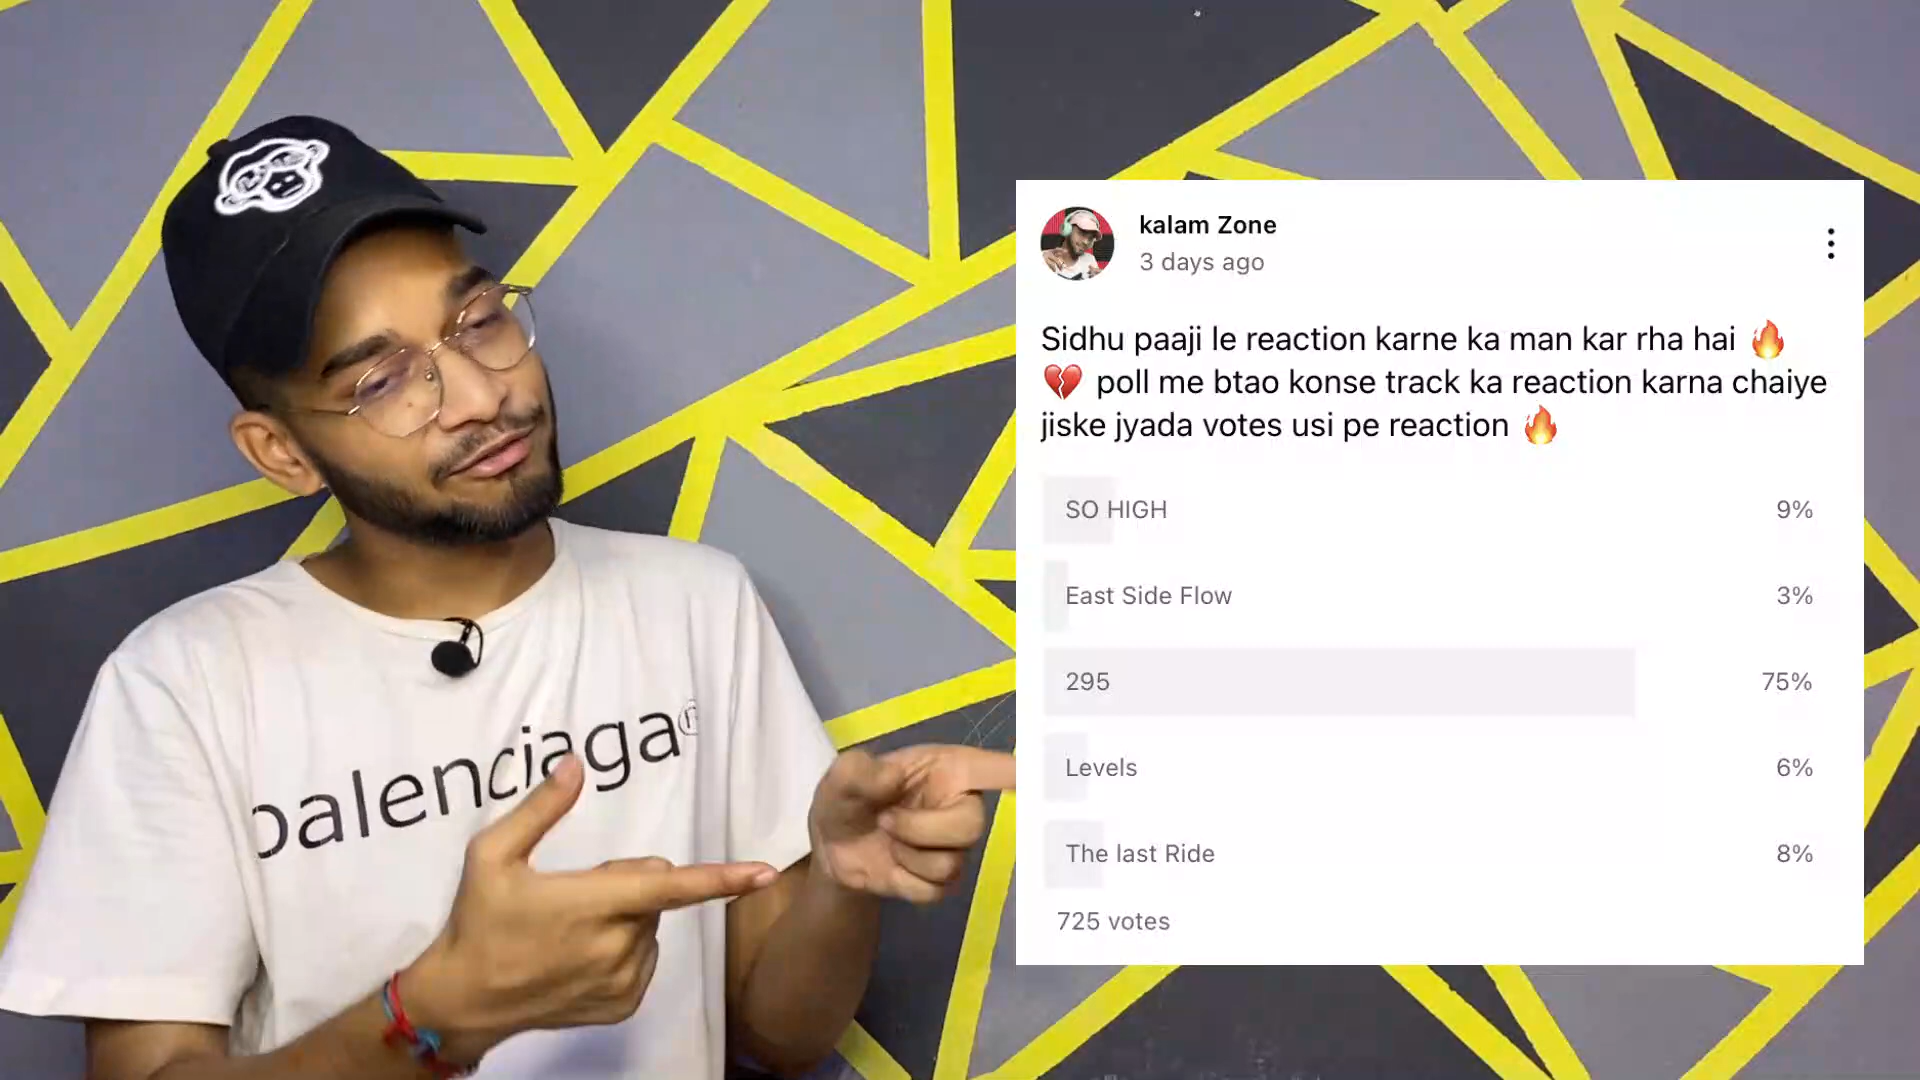 kalam Zone
3 days ago
Sidhu paaji le reaction karne ka man kar rha hai 🔥
💔 poll me btao konse track ka reaction karna chaiye
jiske jyada votes usi pe reaction 🔥
SO HIGH 9%
East Side Flow 3%
295 75%
Levels 6%
The last Ride 8%
725 votes
balenciaga